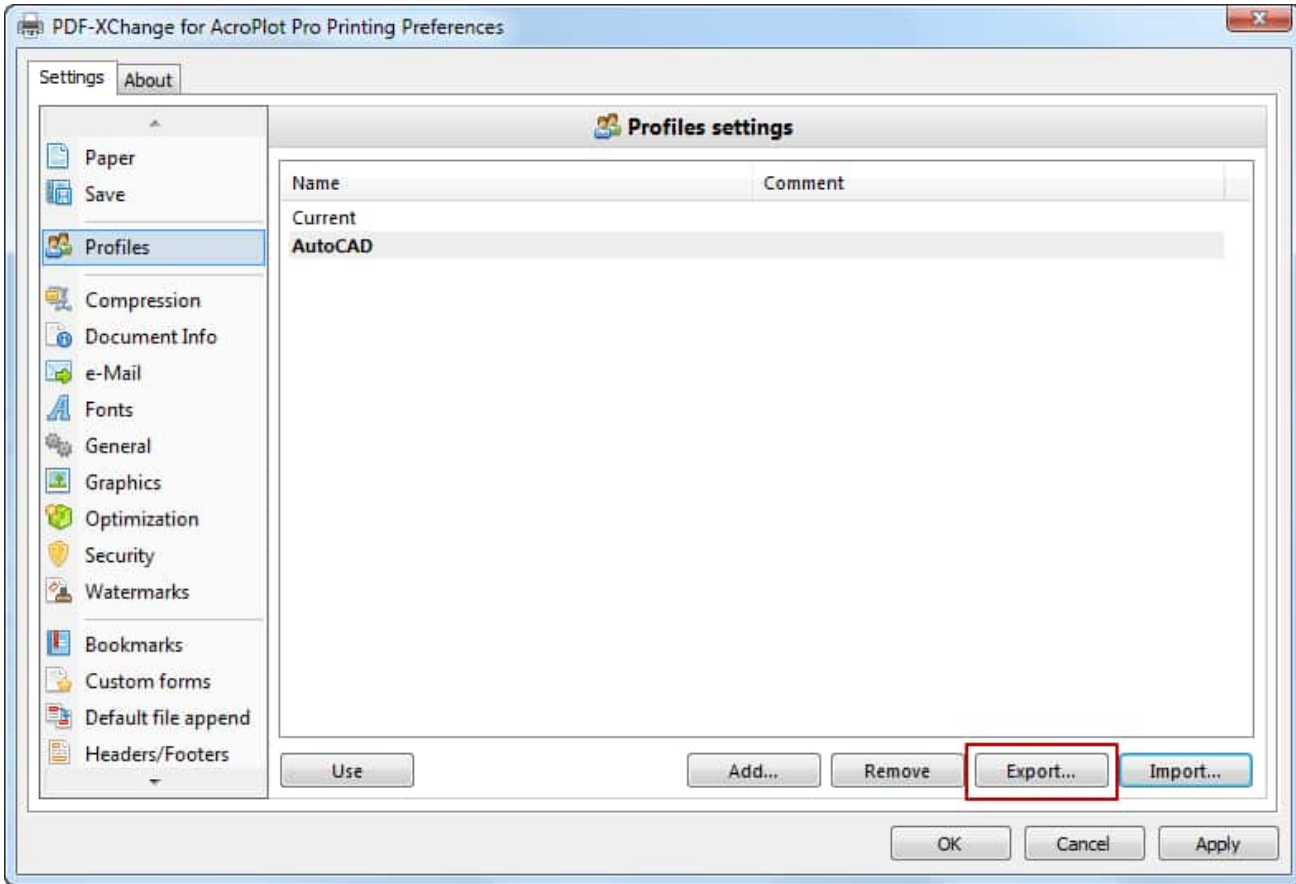 PDF-XChange for AcroPlot Pro Printing Preferences
Settings About
Profiles settings
Paper
Save
Profiles
Compression
Document Info
e-Mail
Fonts
General
Graphics
Optimization
Security
Watermarks
Bookmarks
Custom forms
Default file append
Headers/Footers
Name Comment
Current
AutoCAD
Use Add... Remove Export... Import...
OK Cancel Apply